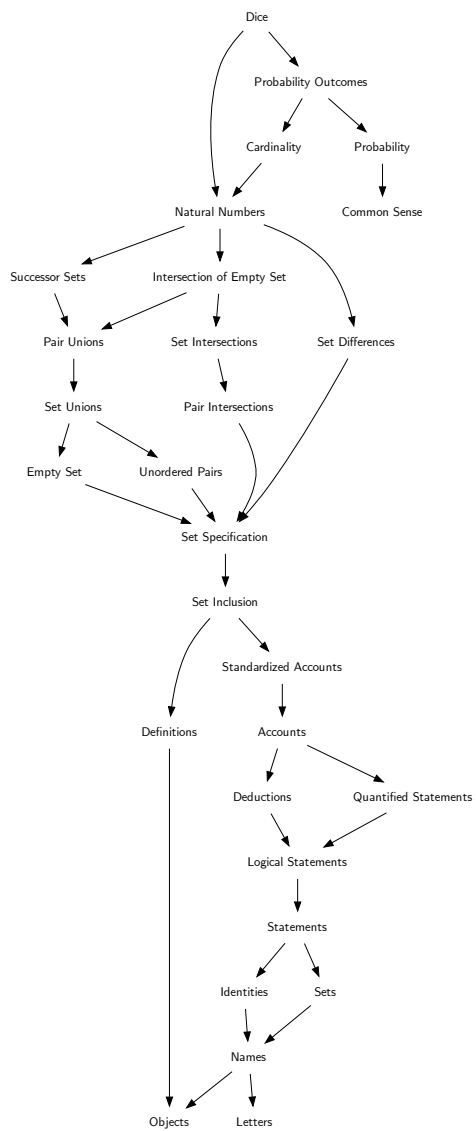 Dice
Probability Outcomes
Cardinality
Probability
Natural Numbers
Common Sense
Successor Sets
Intersection of Empty Set
Pair Unions
Set Intersections
Set Differences
Set Unions
Pair Intersections
Empty Set
Unordered Pairs
Set Specification
Set Inclusion
Standardized Accounts
Definitions
Accounts
Deductions
Quantified Statements
Logical Statements
Statements
Identities
Sets
Names
Objects
Letters